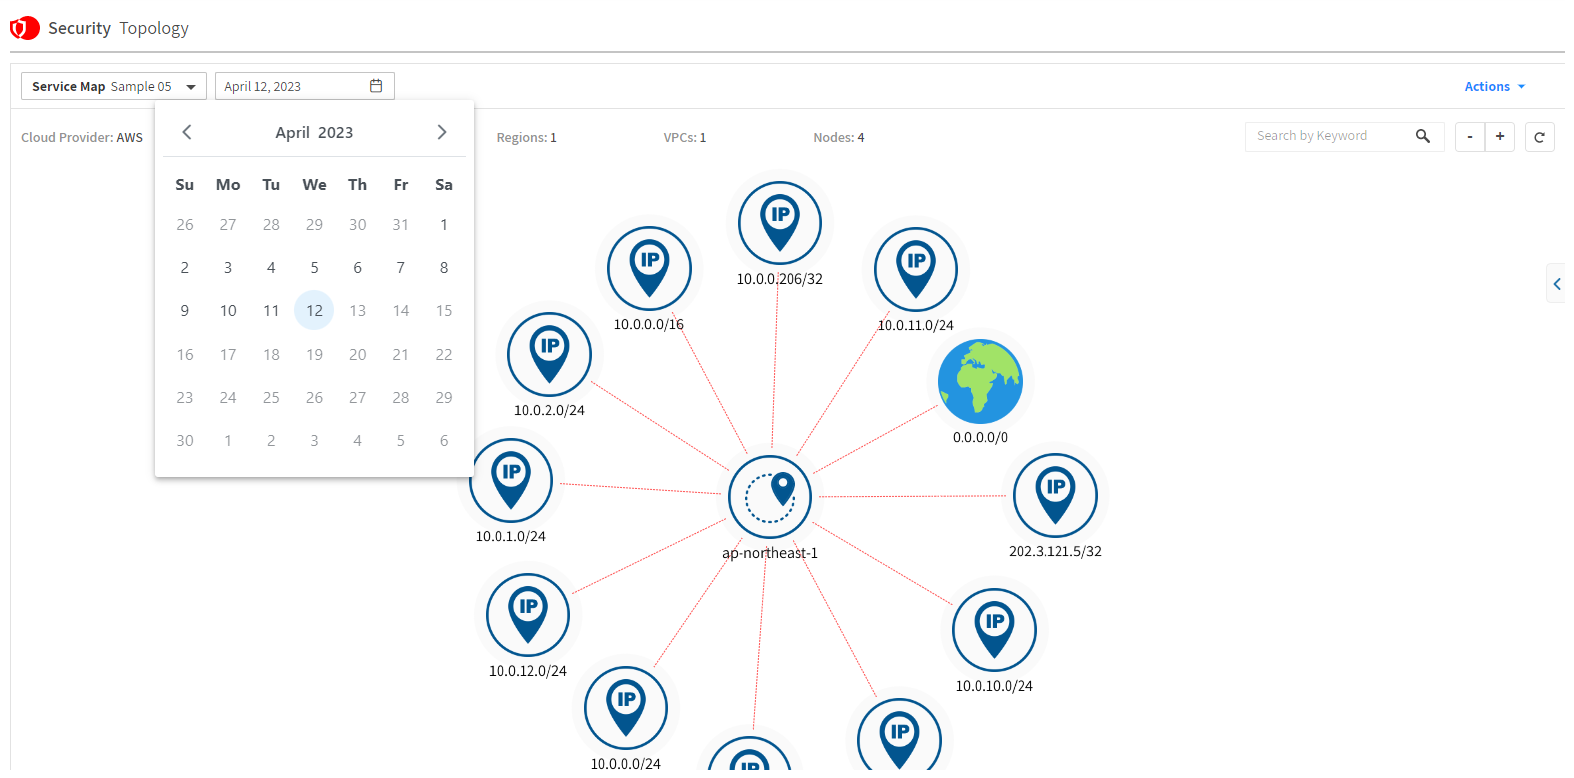 Security Topology
Service Map Sample 05
April 12, 2023
Actions
Cloud Provider: AWS
Regions: 1
VPCs: 1
Nodes: 4
Search by Keyword
-
+
April 2023
Su Mo Tu We Th Fr Sa
26 27 28 29 30 31 1
2 3 4 5 6 7 8
9 10 11 12 13 14 15
16 17 18 19 20 21 22
23 24 25 26 27 28 29
30 1 2 3 4 5 6
IP
10.0.0.206/32
IP
10.0.0.0/16
IP
10.0.11.0/24
IP
10.0.2.0/24
0.0.0.0/0
IP
10.0.1.0/24
IP
202.3.121.5/32
ap-northeast-1
IP
10.0.12.0/24
IP
10.0.10.0/24
IP
10.0.0.0/24
IP
IP